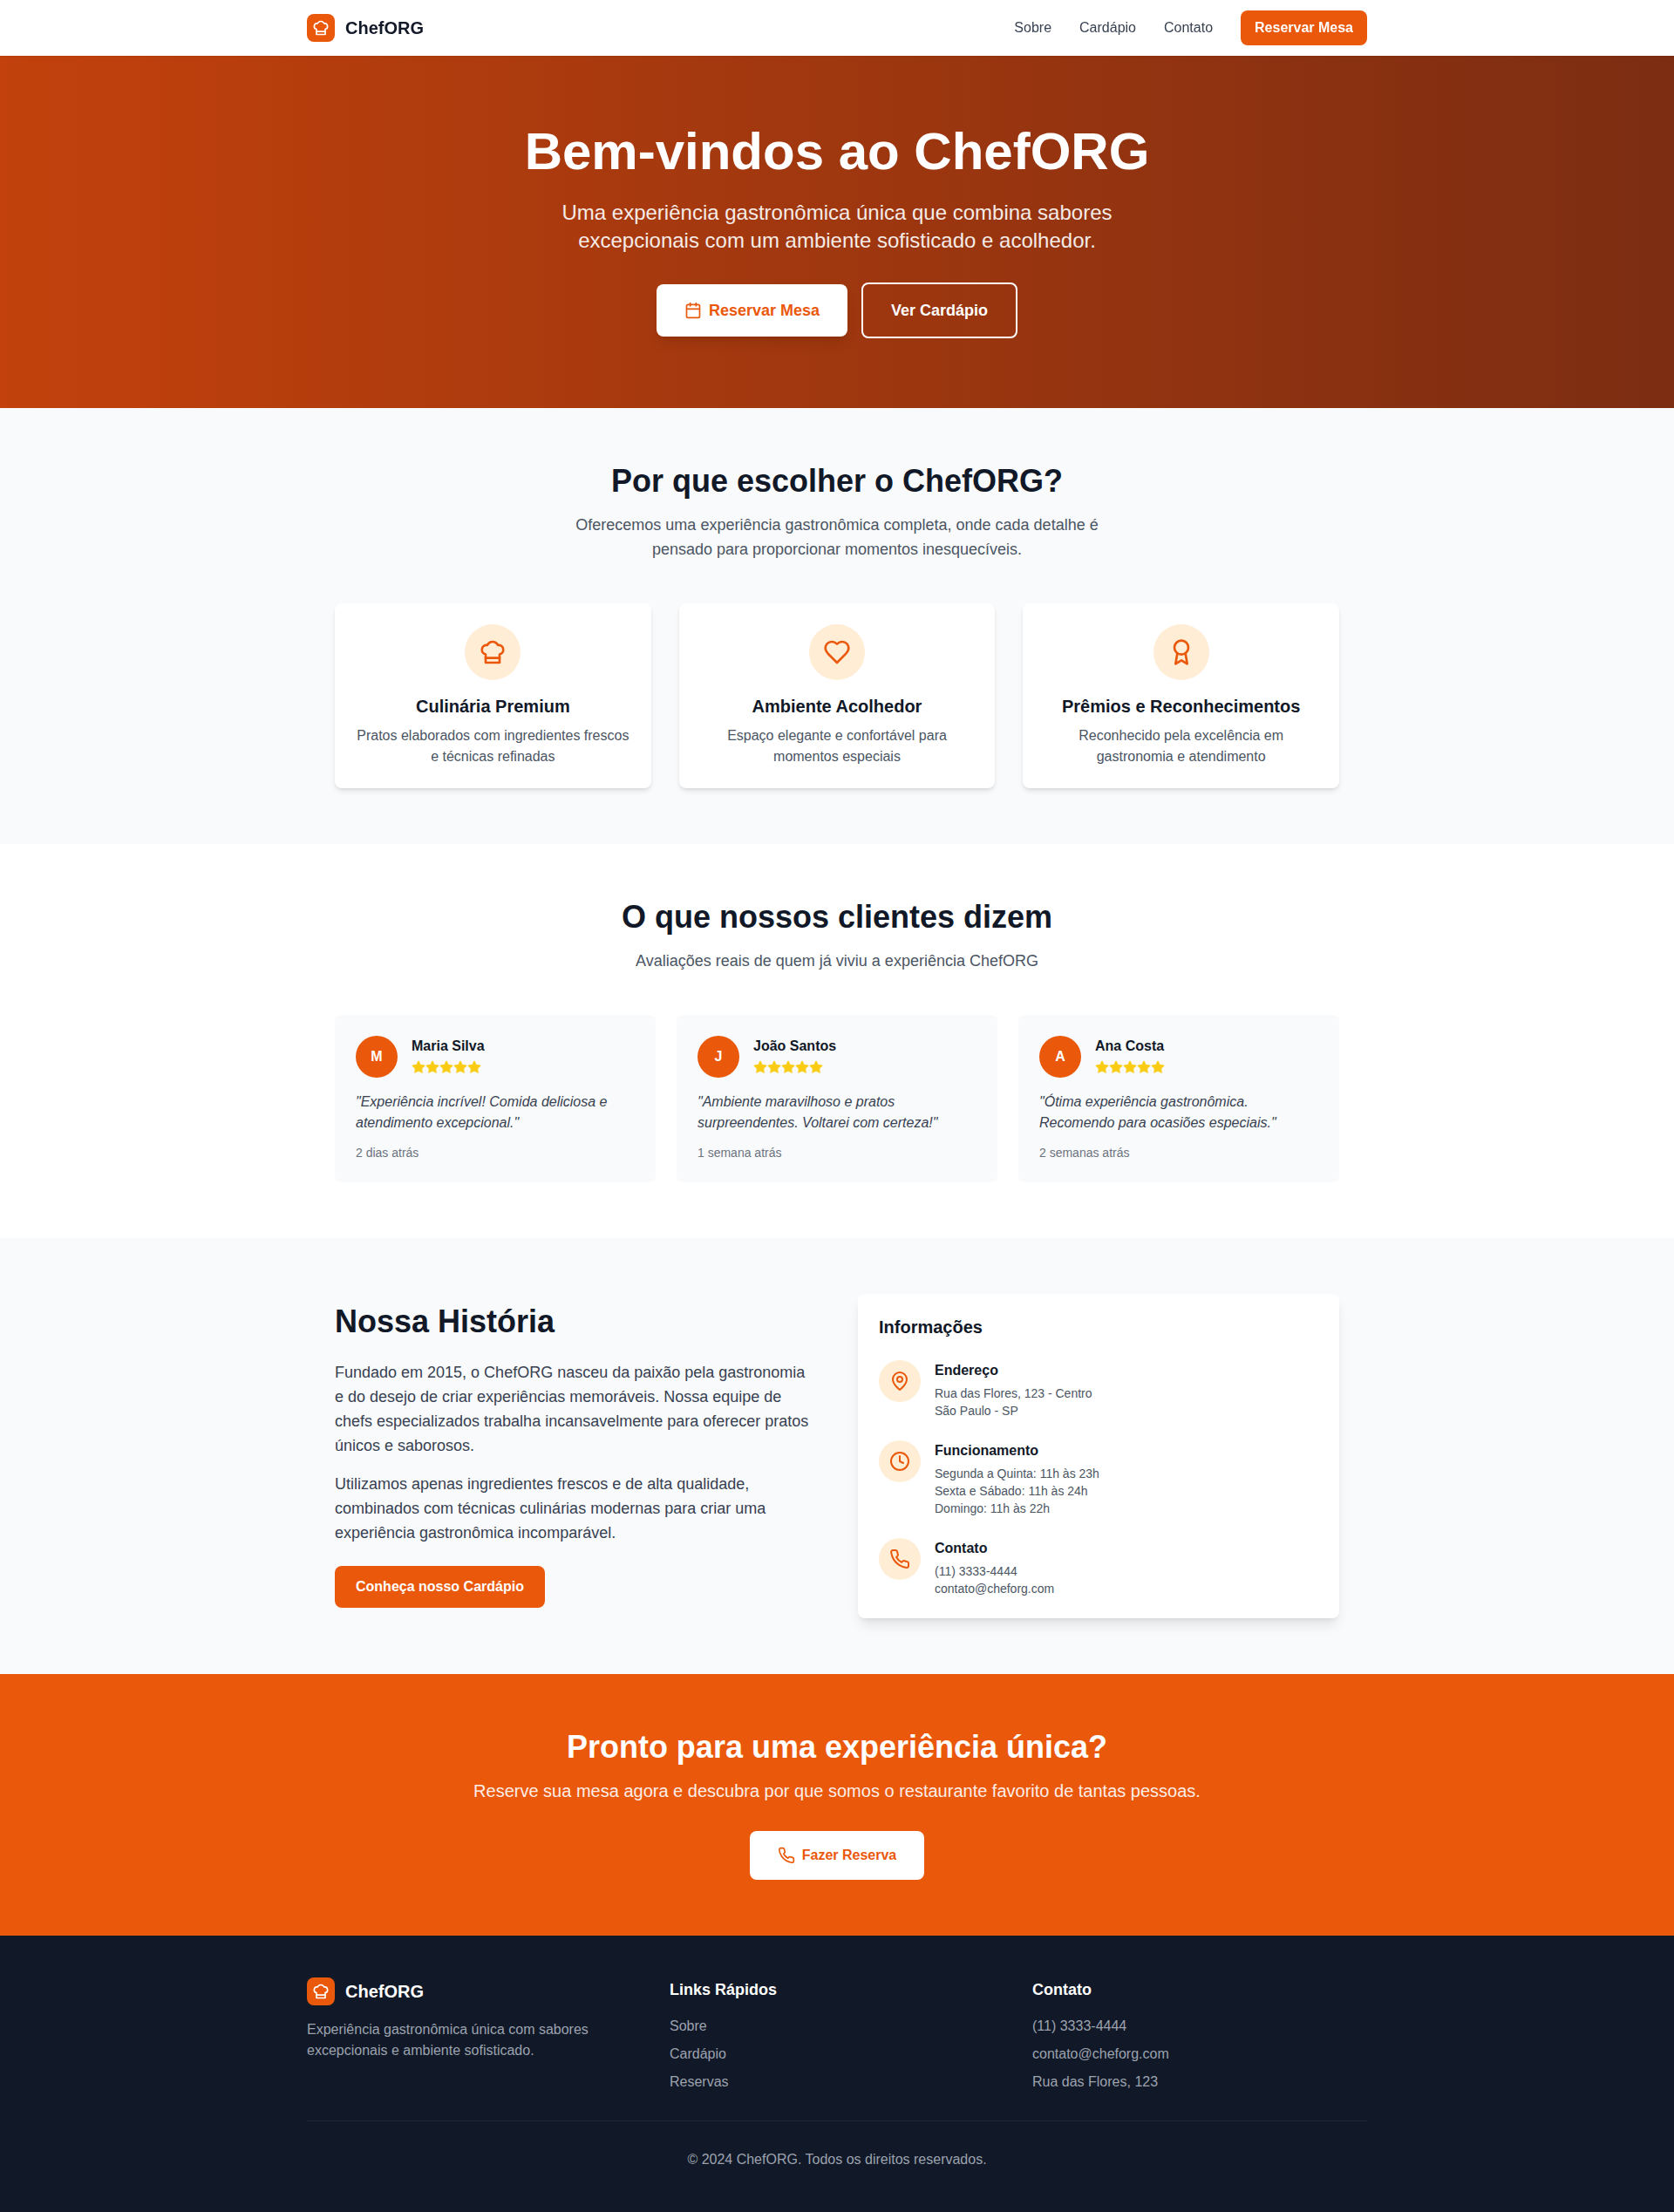 ChefORG
Sobre
Cardápio
Contato
Reservar Mesa
Bem-vindos ao ChefORG
Uma experiência gastronômica única que combina sabores
excepcionais com um ambiente sofisticado e acolhedor.
Reservar Mesa
Ver Cardápio
Por que escolher o ChefORG?
Oferecemos uma experiência gastronômica completa, onde cada detalhe é
pensado para proporcionar momentos inesquecíveis.
Culinária Premium
Pratos elaborados com ingredientes frescos
e técnicas refinadas
Ambiente Acolhedor
Espaço elegante e confortável para
momentos especiais
Prêmios e Reconhecimentos
Reconhecido pela excelência em
gastronomia e atendimento
O que nossos clientes dizem
Avaliações reais de quem já viviu a experiência ChefORG
M
Maria Silva
"Experiência incrível! Comida deliciosa e
atendimento excepcional."
2 dias atrás
J
João Santos
"Ambiente maravilhoso e pratos
surpreendentes. Voltarei com certeza!"
1 semana atrás
A
Ana Costa
"Ótima experiência gastronômica.
Recomendo para ocasiões especiais."
2 semanas atrás
Nossa História
Fundado em 2015, o ChefORG nasceu da paixão pela gastronomia
e do desejo de criar experiências memoráveis. Nossa equipe de
chefs especializados trabalha incansavelmente para oferecer pratos
únicos e saborosos.
Utilizamos apenas ingredientes frescos e de alta qualidade,
combinados com técnicas culinárias modernas para criar uma
experiência gastronômica incomparável.
Conheça nosso Cardápio
Informações
Endereço
Rua das Flores, 123 - Centro
São Paulo - SP
Funcionamento
Segunda a Quinta: 11h às 23h
Sexta e Sábado: 11h às 24h
Domingo: 11h às 22h
Contato
(11) 3333-4444
contato@cheforg.com
Pronto para uma experiência única?
Reserve sua mesa agora e descubra por que somos o restaurante favorito de tantas pessoas.
Fazer Reserva
ChefORG
Experiência gastronômica única com sabores
excepcionais e ambiente sofisticado.
Links Rápidos
Sobre
Cardápio
Reservas
Contato
(11) 3333-4444
contato@cheforg.com
Rua das Flores, 123
© 2024 ChefORG. Todos os direitos reservados.